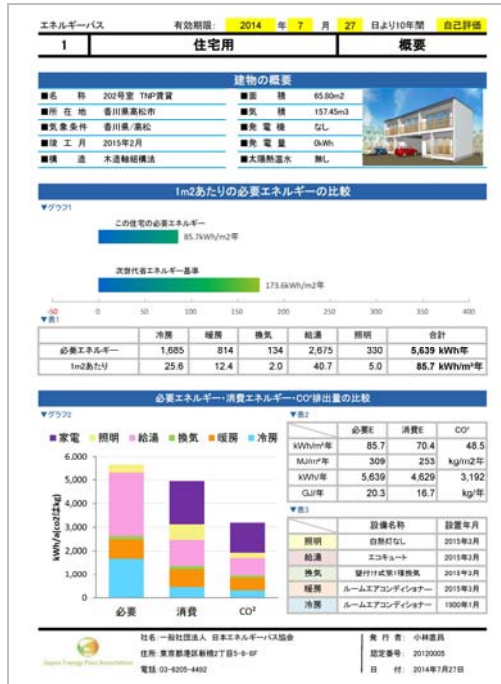 エネルギーパス 有効期限: 2014 年 7 月 27 日より10年間 自己評価
1 住宅用 概要
建物の概要
■名 称 202号室 TNP賃貸 ■面 積 65.80m2
■所 在 地 香川県高松市 ■気 積 157.45m3
■気象条件 香川県/高松 ■発 電 機 なし
■竣 工 月 2015年2月 ■発 電 量 0kWh
■構 造 木造軸組構法 ■太陽熱温水 無し
1m2あたりの必要エネルギーの比較
▼グラフ1
この住宅の必要エネルギー
85.7kWh/m2年
次世代省エネルギー基準
173.6kWh/m2年
-50 0 50 100 150 200 250 300 350 400
▼表1
冷房 暖房 換気 給湯 照明 合計
必要エネルギー 1,685 814 134 2,675 330 5,639 kWh年
1m2あたり 25.6 12.4 2.0 40.7 5.0 85.7 kWh/m²年
必要エネルギー・消費エネルギー・CO²排出量の比較
▼グラフ2
■家電 ■照明 ■給湯 ■換気 ■暖房 ■冷房
kWh/a(co2はkg)
6,000
5,000
4,000
3,000
2,000
1,000
0
必要 消費 CO²
▼表2
必要E 消費E CO²
kWh/m²年 85.7 70.4 48.5
MJ/m²年 309 253 kg/m2年
kWh/年 5,639 4,629 3,192
GJ/年 20.3 16.7 kg/年
▼表3
設備名称 設置年月
照明 白熱灯なし 2015年3月
給湯 エコキュート 2015年3月
換気 壁付け式第1種換気 2015年3月
暖房 ルームエアコンディショナー 2015年3月
冷房 ルームエアコンディショナー 1900年1月
Japan Energy Pass Association
社名:一般社団法人 日本エネルギーパス協会
住所:東京都港区新橋2丁目5-6-6F
電話:03-6205-4492
発 行 者: 小林直昌
認定番号: 20120005
日 付: 2014年7月27日